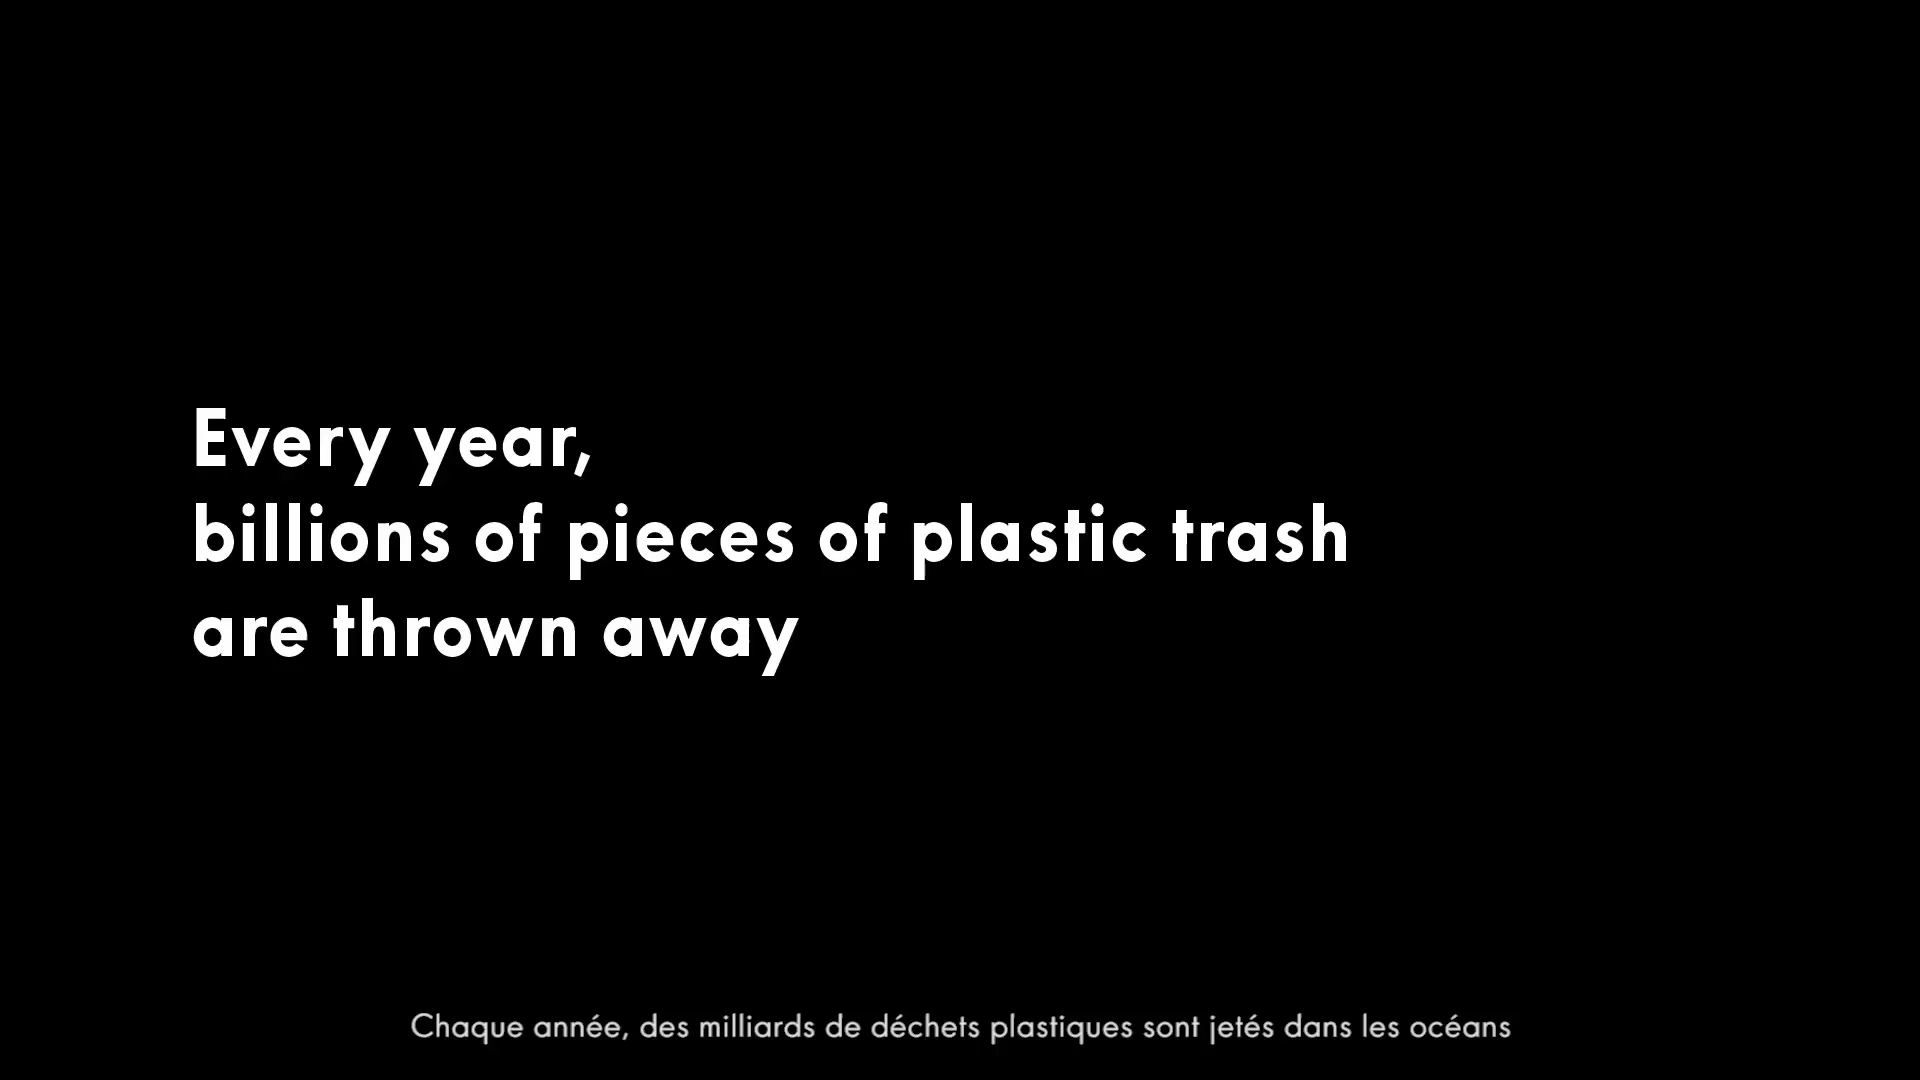 Every year,
billions of pieces of plastic trash
are thrown away
Chaque année, des milliards de déchets plastiques sont jetés dans les océans